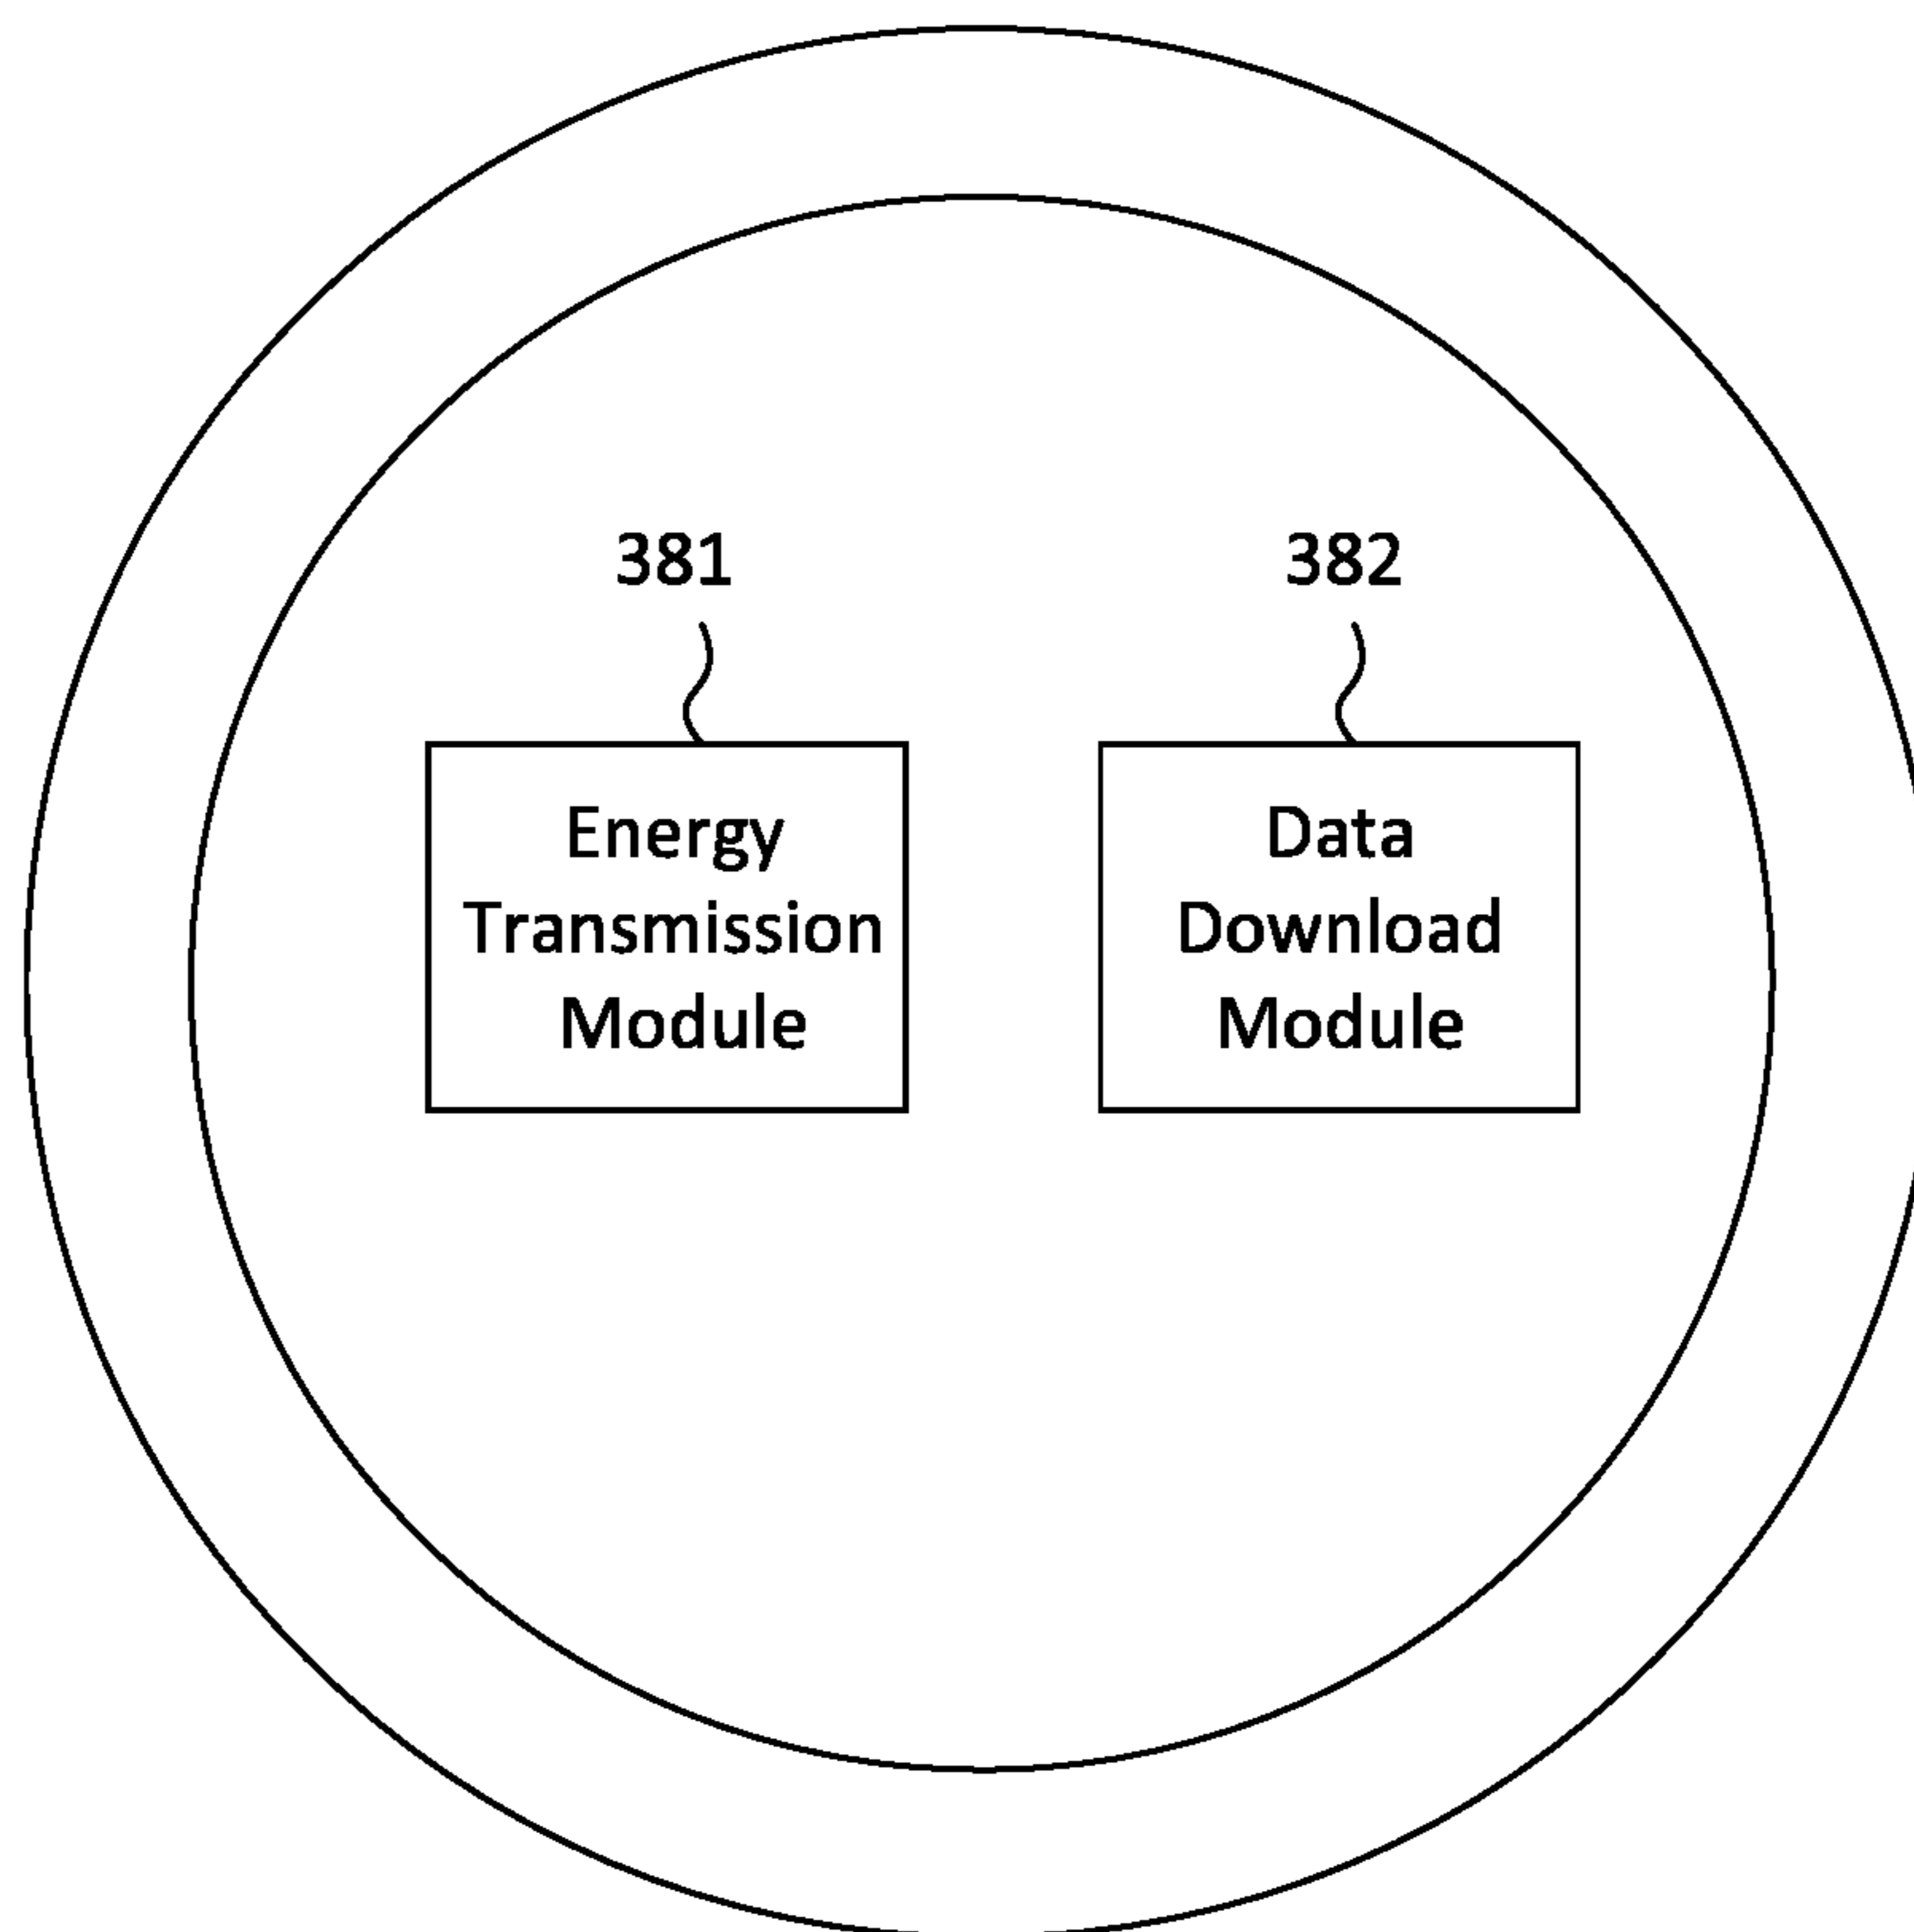 381
382
Energy
Transmission
Module
Data
Download
Module